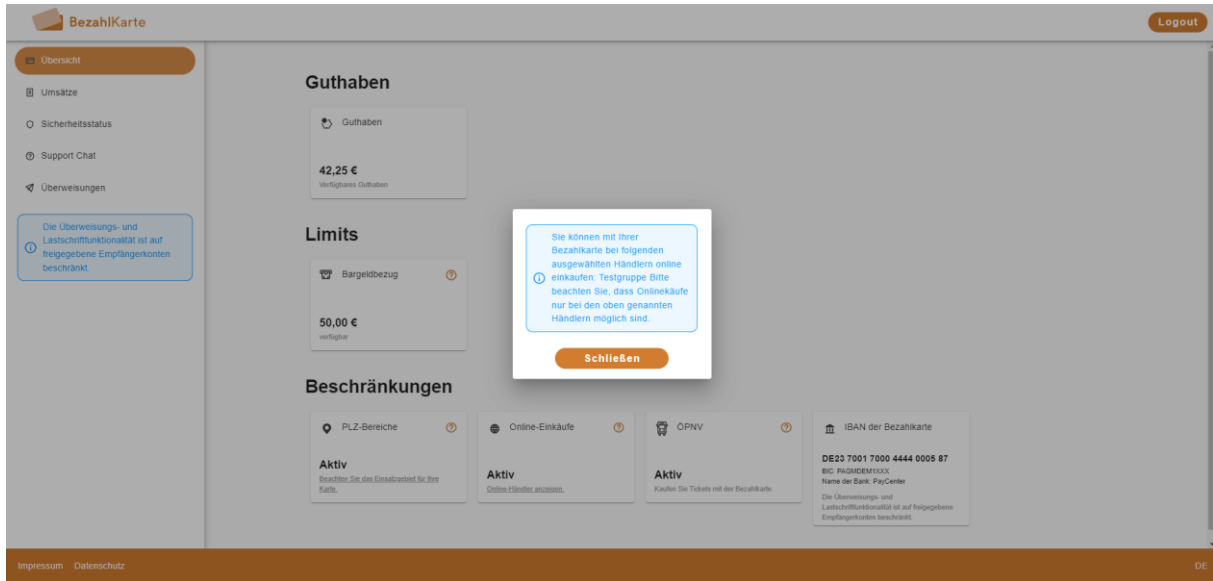 BezahlKarte
Logout
Übersicht
Umsätze
Sicherheitsstatus
Support Chat
Überweisungen
Die Überweisungs- und
Lastschriftfunktionalität ist auf
freigegebene Empfängerkonten
beschränkt.
Guthaben
Guthaben
42,25 €
Verfügbares Guthaben
Limits
Bargeldbezug
50,00 €
verfügbar
Sie können mit Ihrer
Bezahlkarte bei folgenden
ausgewählten Händlern online
einkaufen: Testgruppe Bitte
beachten Sie, dass Onlinekäufe
nur bei den oben genannten
Händlern möglich sind.
Schließen
Beschränkungen
PLZ-Bereiche
Aktiv
Beachten Sie das Einsatzgebiet für Ihre
Karte.
Online-Einkäufe
Aktiv
Online-Händler anzeigen.
ÖPNV
Aktiv
Kaufen Sie Tickets mit der Bezahlkarte.
IBAN der Bezahlkarte
DE23 7001 7000 4444 0005 87
BIC: PAGMDEM1XXX
Name der Bank: PayCenter
Die Überweisungs- und
Lastschriftfunktionalität ist auf freigegebene
Empfängerkonten beschränkt.
Impressum Datenschutz
DE